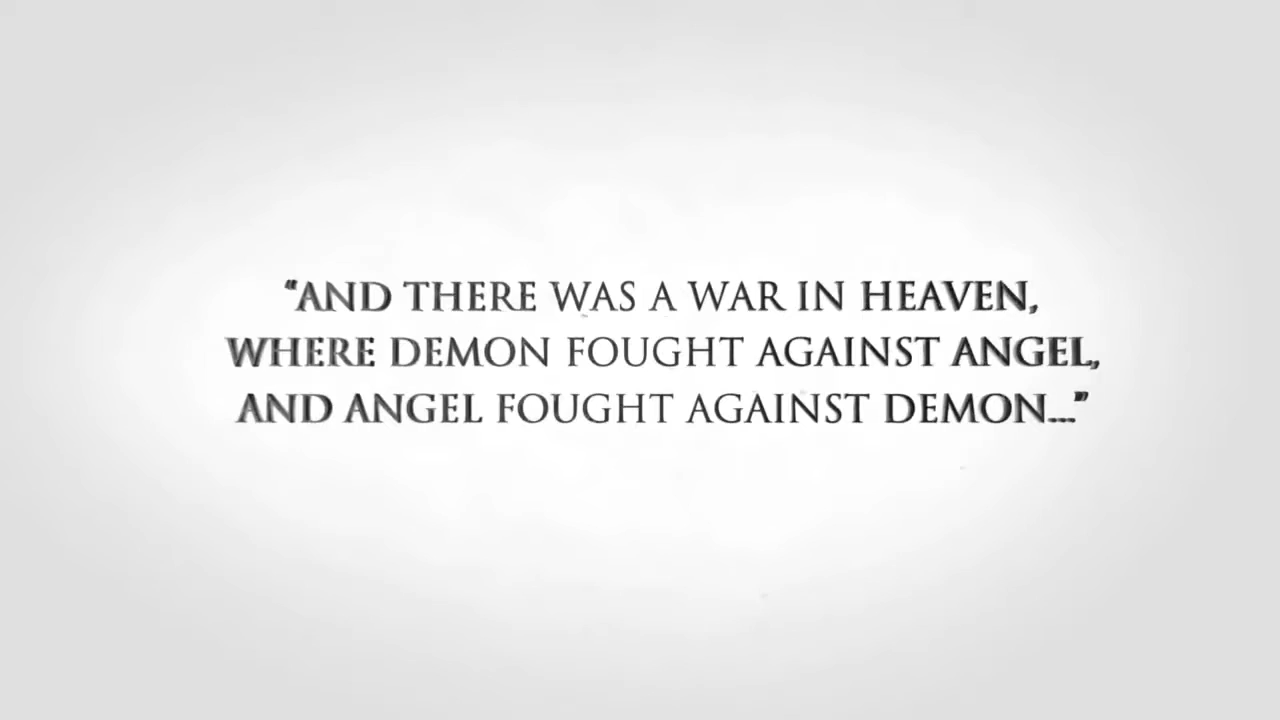 “AND THERE WAS A WAR IN HEAVEN,
WHERE DEMON FOUGHT AGAINST ANGEL,
AND ANGEL FOUGHT AGAINST DEMON...”